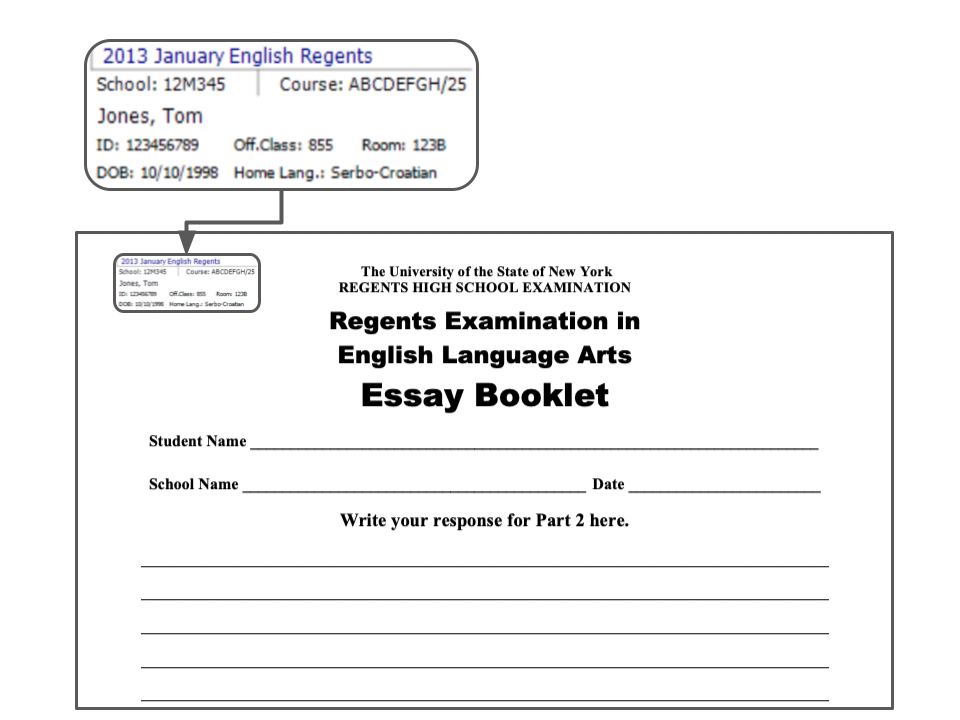 2013 January English Regents
School: 12M345 Course: ABCDEFGH/25
Jones, Tom
ID: 123456789 Off.Class: 855 Room: 123B
DOB: 10/10/1998 Home Lang.: Serbo-Croatian
2013 January English Regents
School: 12M345 Course: ABCDEFGH/25
Jones, Tom
ID: 123456789 Off.Class: 855 Room: 123B
DOB: 10/10/1998 Home Lang.: Serbo-Croatian
The University of the State of New York
REGENTS HIGH SCHOOL EXAMINATION
Regents Examination in
English Language Arts
Essay Booklet
Student Name
School Name Date
Write your response for Part 2 here.